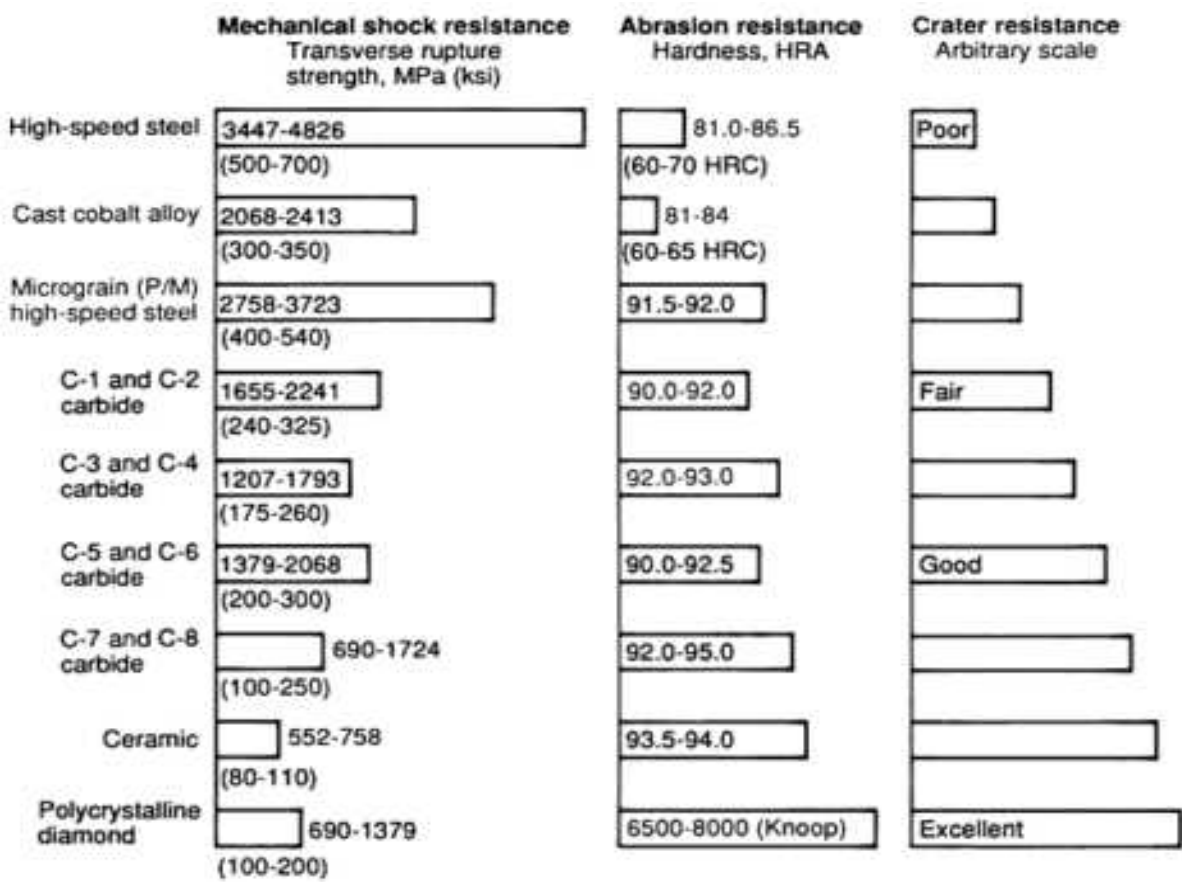 Mechanical shock resistance
Transverse rupture
strength, MPa (ksi)
Abrasion resistance
Hardness, HRA
Crater resistance
Arbitrary scale
High-speed steel
3447-4826
(500-700)
81.0-86.5
(60-70 HRC)
Poor
Cast cobalt alloy
2068-2413
(300-350)
81-84
(60-65 HRC)
Micrograin (P/M)
high-speed steel
2758-3723
(400-540)
91.5-92.0
C-1 and C-2
carbide
1655-2241
(240-325)
90.0-92.0
Fair
C-3 and C-4
carbide
1207-1793
(175-260)
92.0-93.0
C-5 and C-6
carbide
1379-2068
(200-300)
90.0-92.5
Good
C-7 and C-8
carbide
690-1724
(100-250)
92.0-95.0
Ceramic
552-758
(80-110)
93.5-94.0
Polycrystalline
diamond
690-1379
(100-200)
6500-8000 (Knoop)
Excellent